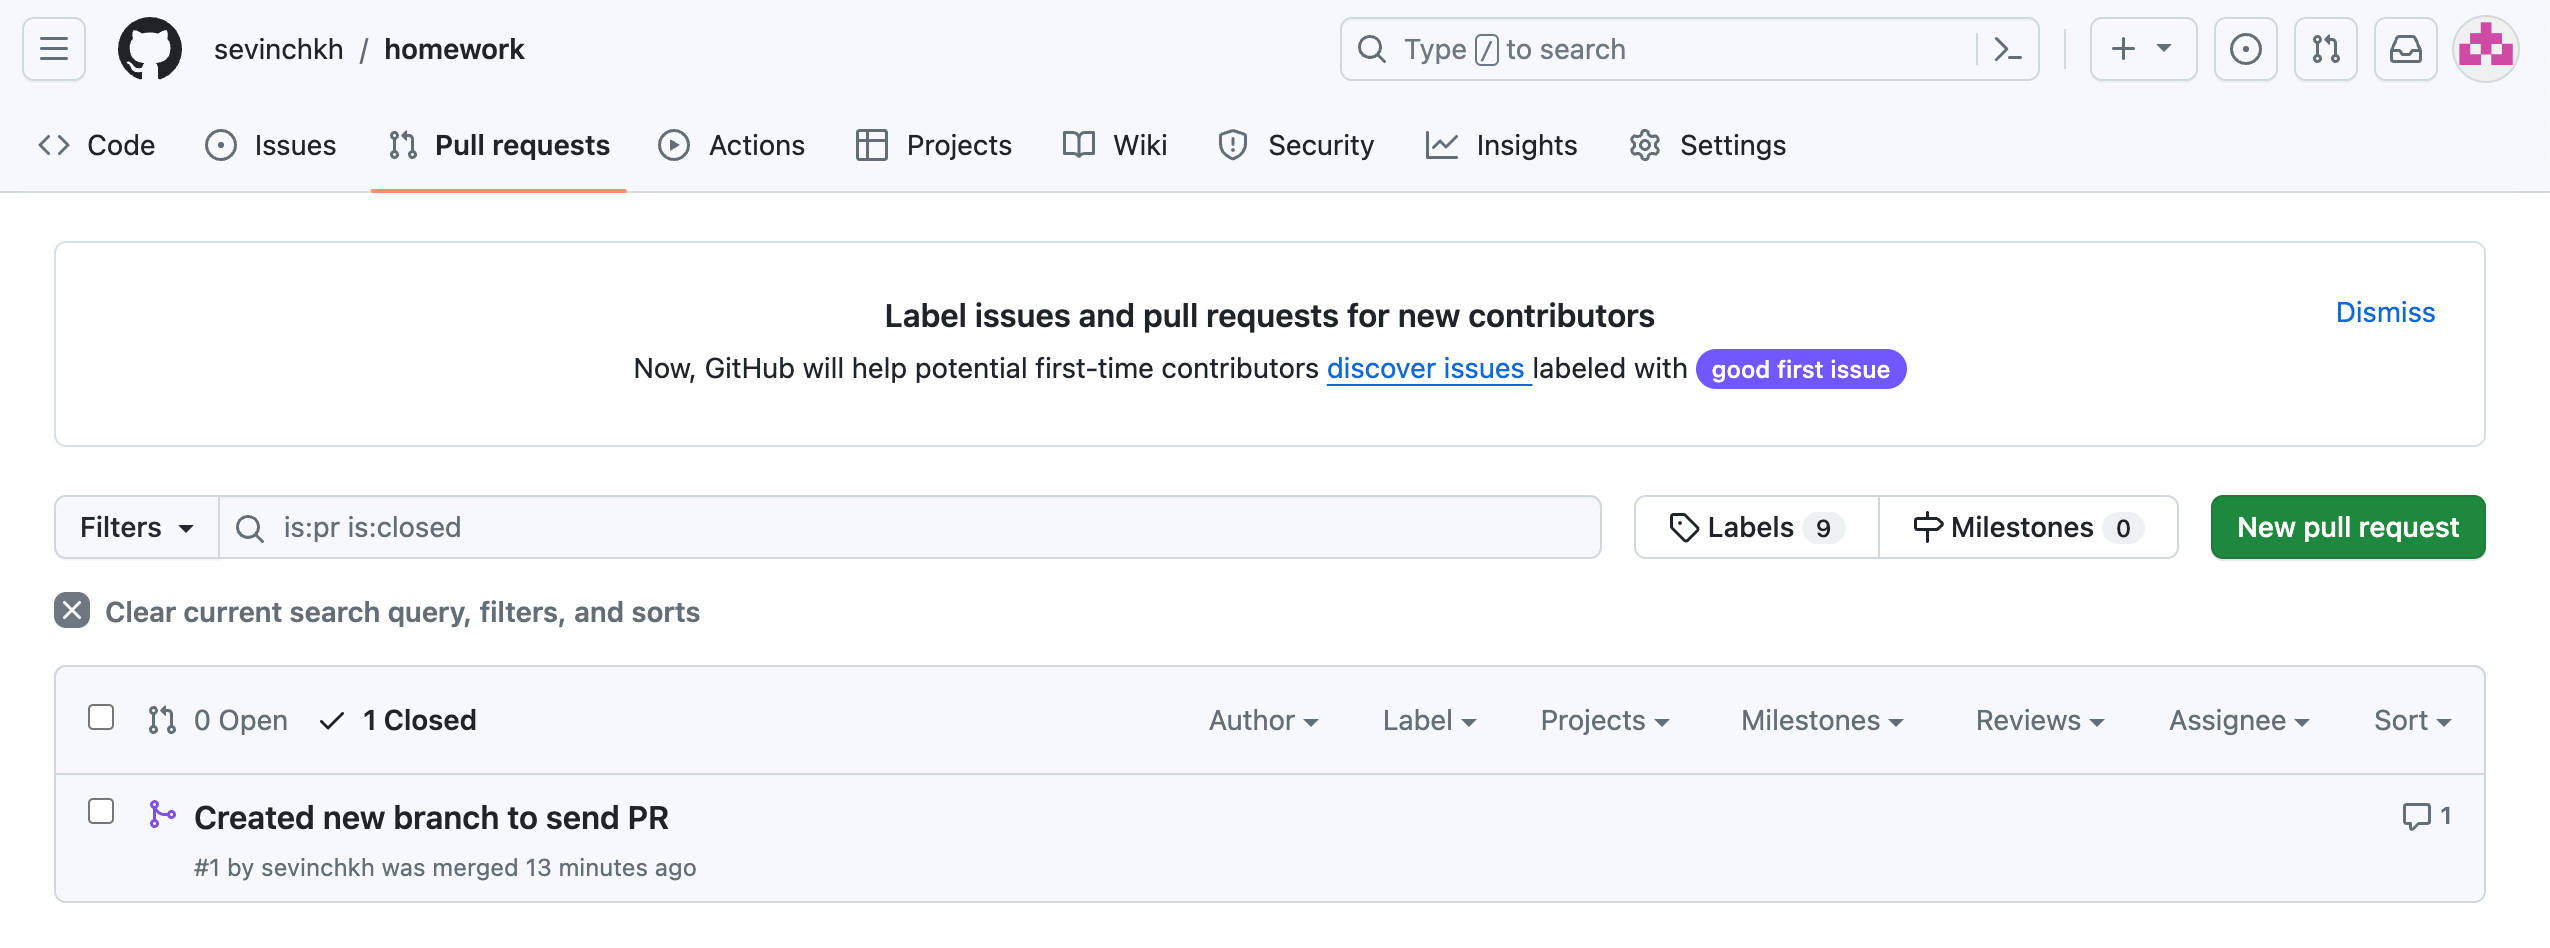 sevinchkh / homework
Type / to search
Code Issues Pull requests Actions Projects Wiki Security Insights Settings
Label issues and pull requests for new contributors
Dismiss
Now, GitHub will help potential first-time contributors discover issues labeled with good first issue
Filters is:pr is:closed Labels 9 Milestones 0 New pull request
Clear current search query, filters, and sorts
0 Open 1 Closed Author Label Projects Milestones Reviews Assignee Sort
Created new branch to send PR 1
#1 by sevinchkh was merged 13 minutes ago